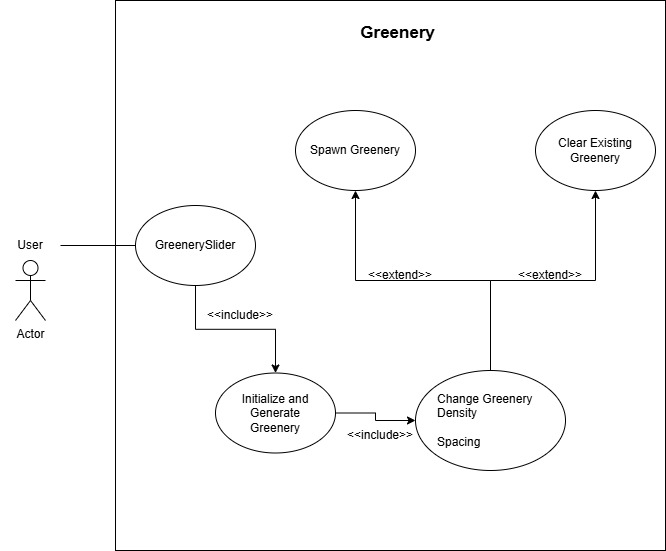 Greenery
Spawn Greenery
Clear Existing
Greenery
User
GreenerySlider
<<extend>>
<<extend>>
Actor
<<include>>
Initialize and
Generate
Greenery
Change Greenery
Density
Spacing
<<include>>